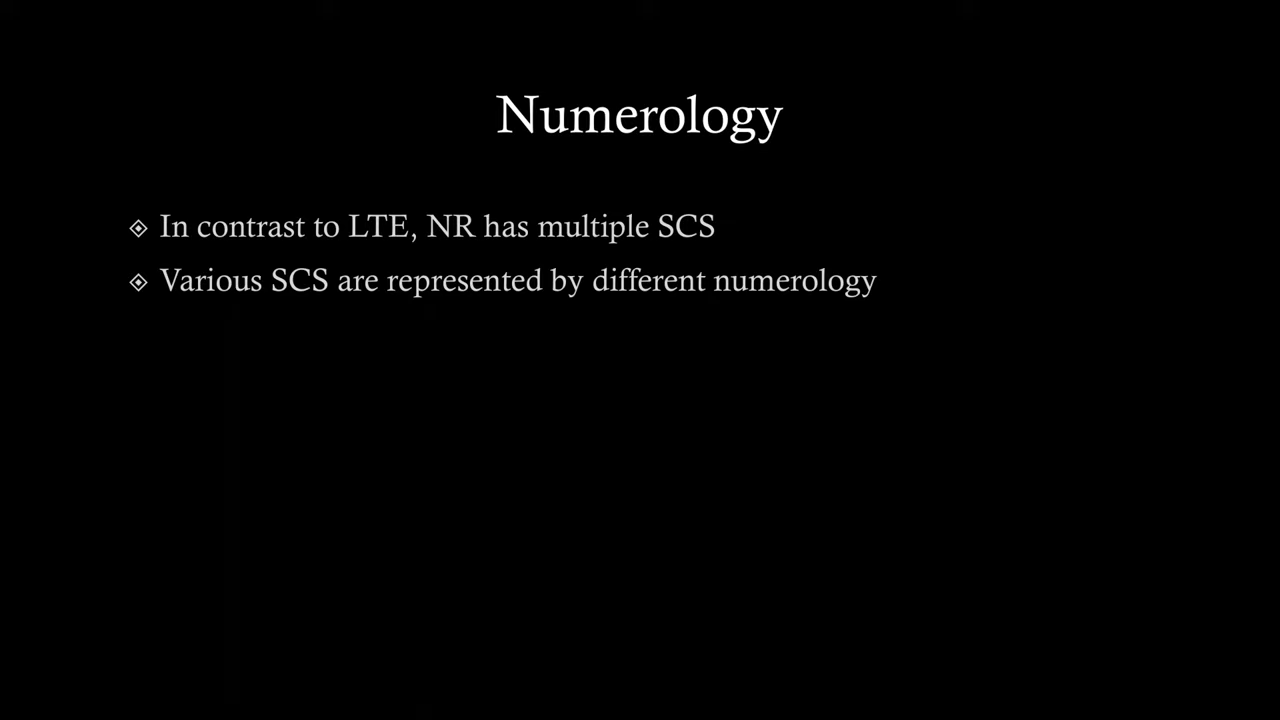 Numerology
In contrast to LTE, NR has multiple SCS
Various SCS are represented by different numerology